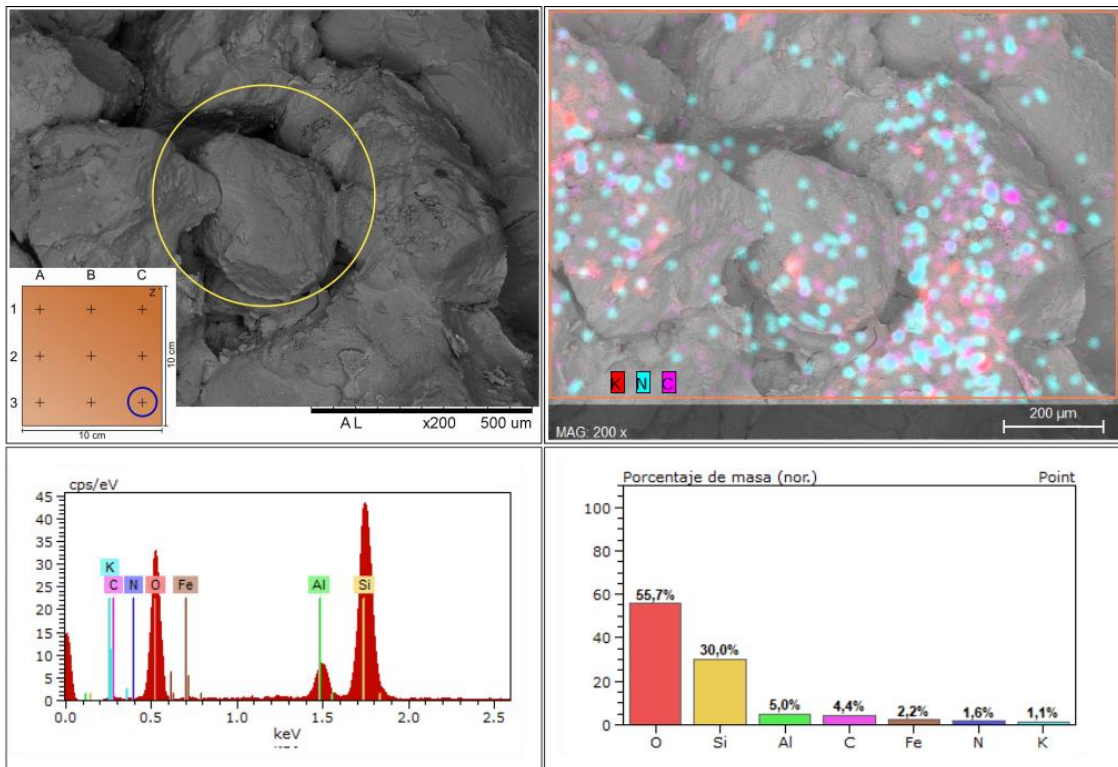 A B C
Z
1
2
3
10 cm
10 cm
A L x200 500 um
K N C
MAG: 200 x
200 µm
cps/eV
45
40
35
30
25
20
15
10
5
0
K
C N O Fe Al Si
0.0 0.5 1.0 1.5 2.0 2.5
keV
Porcentaje de masa (nor.) Point
100
80
60
40
20
0
55,7%
30,0%
5,0%
4,4%
2,2%
1,6%
1,1%
O Si Al C Fe N K